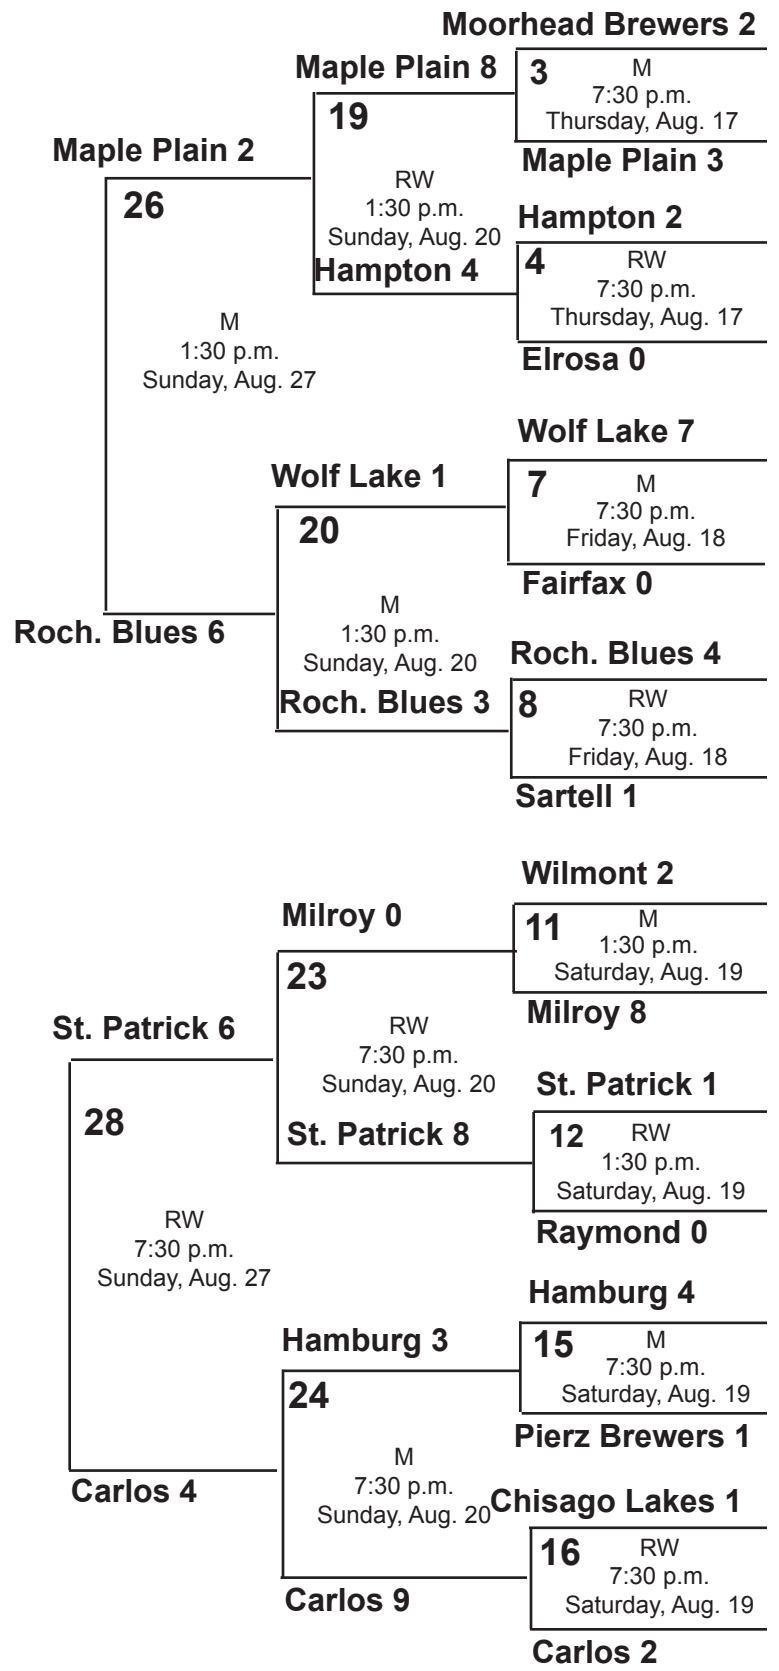 Moorhead Brewers 2
Maple Plain 8
3
M
7:30 p.m.
Thursday, Aug. 17
Maple Plain 3
19
RW
1:30 p.m.
Sunday, Aug. 20
Maple Plain 2
26
M
1:30 p.m.
Sunday, Aug. 27
Hampton 2
Hampton 4
4
RW
7:30 p.m.
Thursday, Aug. 17
Elrosa 0
Wolf Lake 7
Wolf Lake 1
7
M
7:30 p.m.
Friday, Aug. 18
Fairfax 0
20
M
1:30 p.m.
Sunday, Aug. 20
Roch. Blues 6
Roch. Blues 4
Roch. Blues 3
8
RW
7:30 p.m.
Friday, Aug. 18
Sartell 1
Wilmont 2
Milroy 0
11
M
1:30 p.m.
Saturday, Aug. 19
Milroy 8
23
RW
7:30 p.m.
Sunday, Aug. 20
St. Patrick 6
28
RW
7:30 p.m.
Sunday, Aug. 27
St. Patrick 1
St. Patrick 8
12
RW
1:30 p.m.
Saturday, Aug. 19
Raymond 0
Hamburg 4
Hamburg 3
15
M
7:30 p.m.
Saturday, Aug. 19
Pierz Brewers 1
24
M
7:30 p.m.
Sunday, Aug. 20
Carlos 4
Chisago Lakes 1
16
RW
7:30 p.m.
Saturday, Aug. 19
Carlos 9
Carlos 2